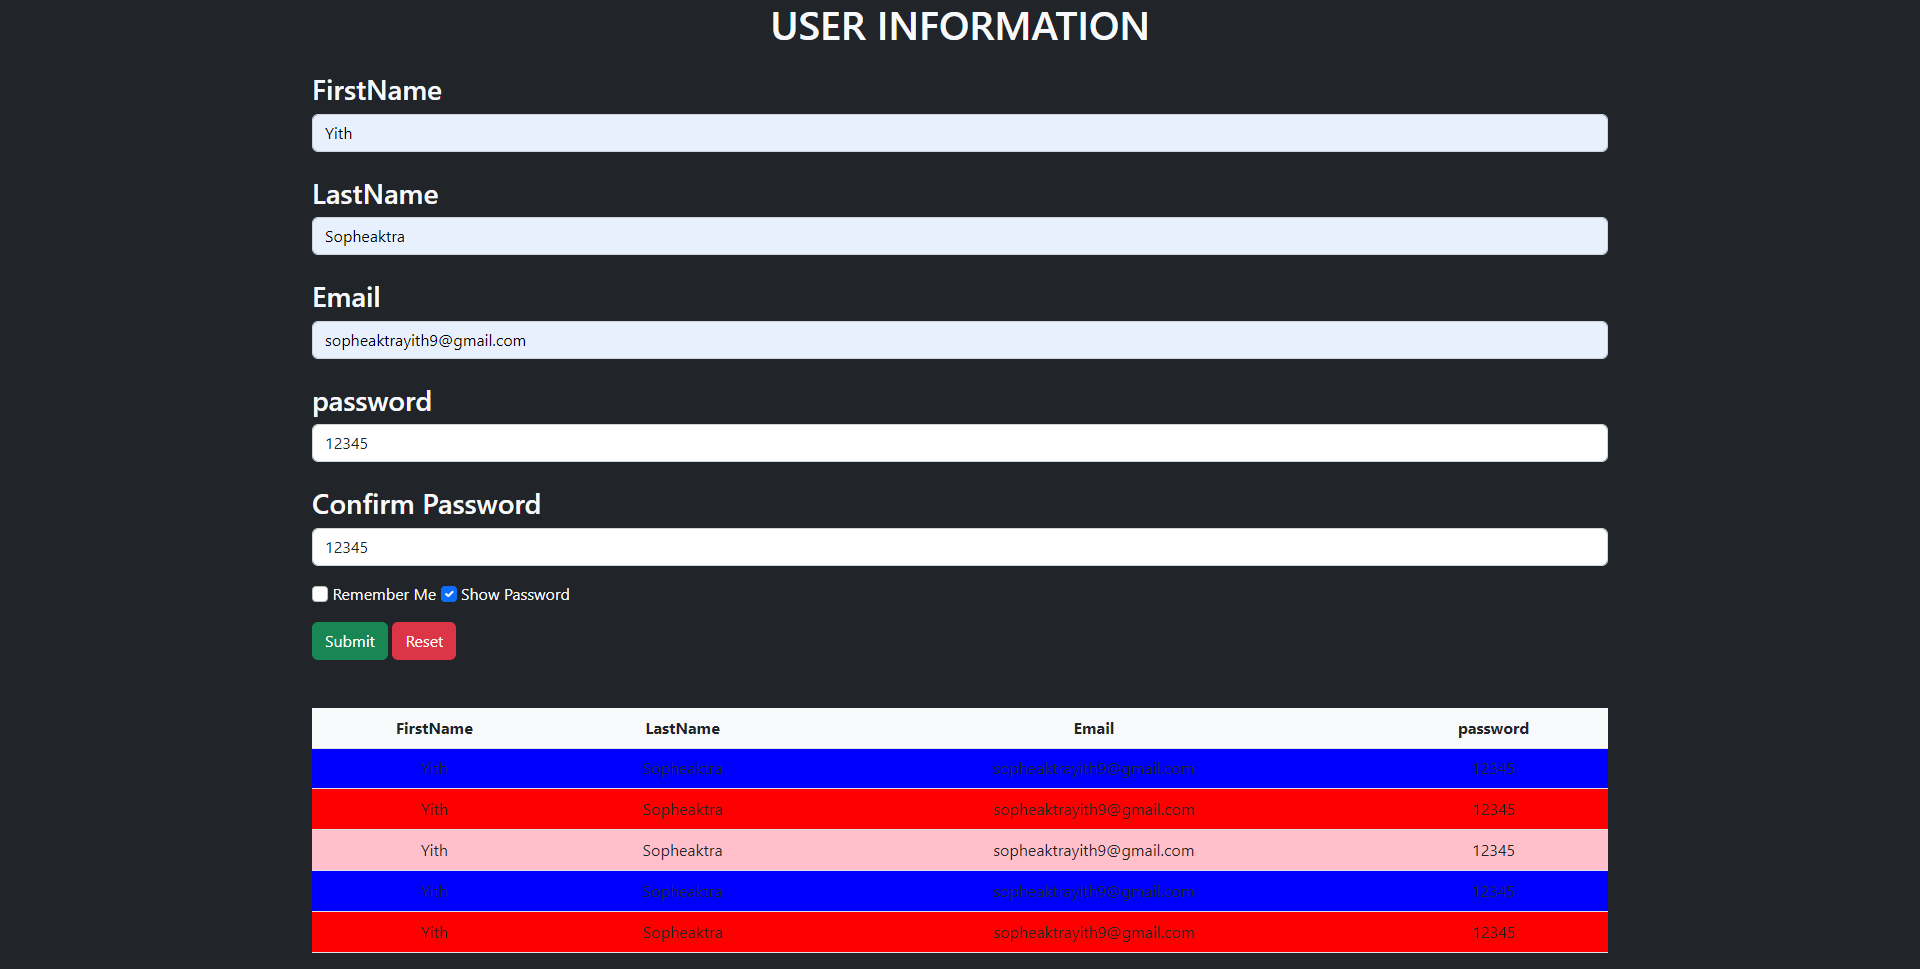 USER INFORMATION
FirstName
Yith
LastName
Sopheaktra
Email
sopheaktrayith9@gmail.com
password
12345
Confirm Password
12345
Remember Me Show Password
Submit Reset
FirstName LastName Email password
Yith Sopheaktra sopheaktrayith9@gmail.com 12345
Yith Sopheaktra sopheaktrayith9@gmail.com 12345
Yith Sopheaktra sopheaktrayith9@gmail.com 12345
Yith Sopheaktra sopheaktrayith9@gmail.com 12345
Yith Sopheaktra sopheaktrayith9@gmail.com 12345